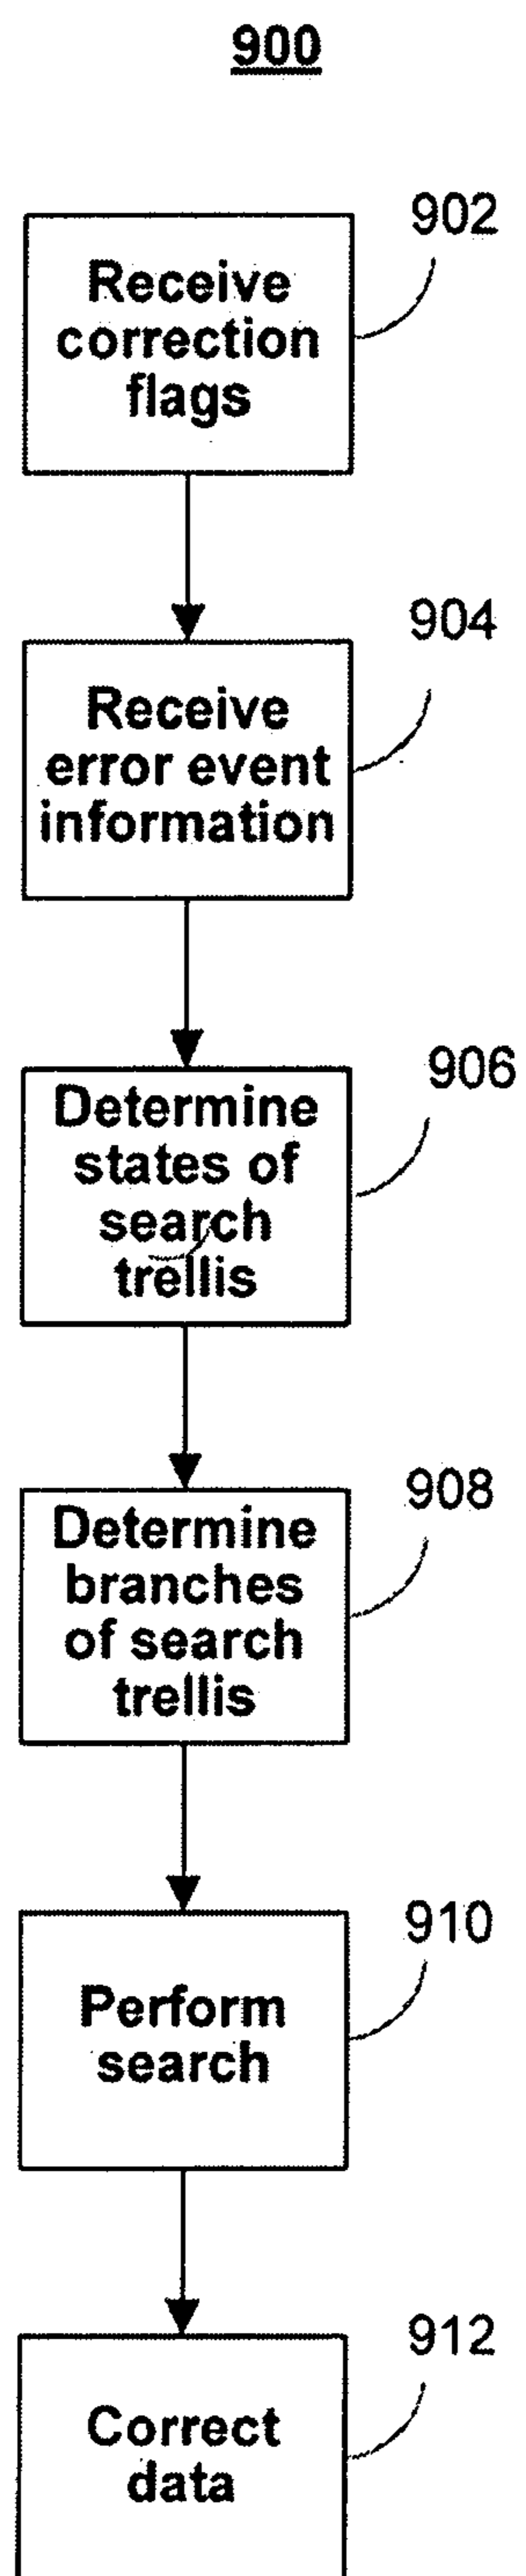 900
902
Receive
correction
flags
904
Receive
error event
information
906
Determine
states of
search
trellis
908
Determine
branches
of search
trellis
910
Perform
search
912
Correct
data